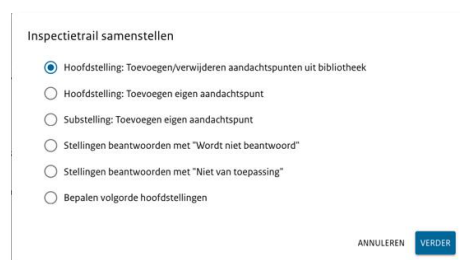 Inspectietrail samenstellen
Hoofdstelling: Toevoegen/verwijderen aandachtspunten uit bibliotheek
Hoofdstelling: Toevoegen eigen aandachtspunt
Substelling: Toevoegen eigen aandachtspunt
Stellingen beantwoorden met "Wordt niet beantwoord"
Stellingen beantwoorden met "Niet van toepassing"
Bepalen volgorde hoofdstellingen
ANNULEREN VERDER